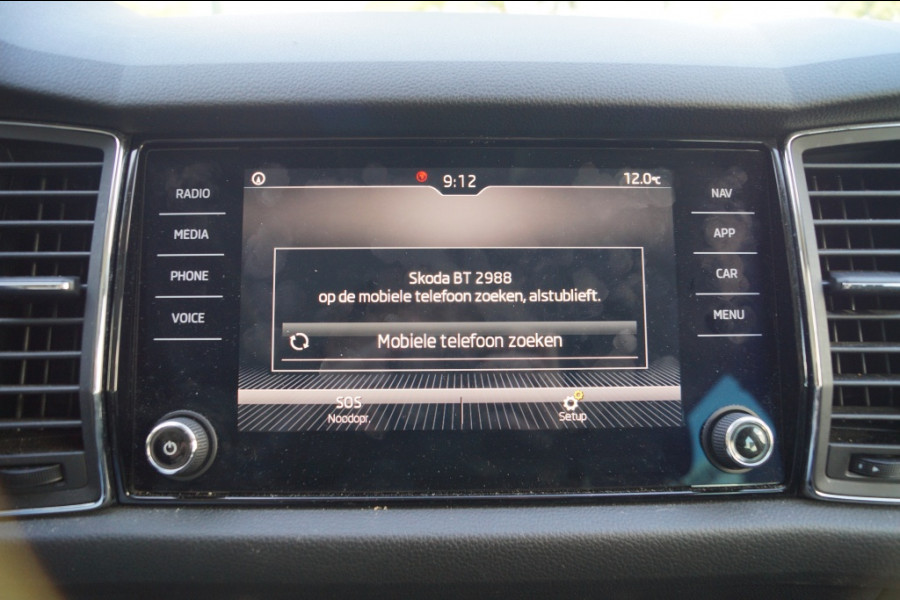 RADIO
MEDIA
PHONE
VOICE
9:12
12.0°C
Skoda BT 2988
op de mobiele telefoon zoeken, alstublieft.
Mobiele telefoon zoeken
SOS
Noodopr.
Setup
NAV
APP
CAR
MENU